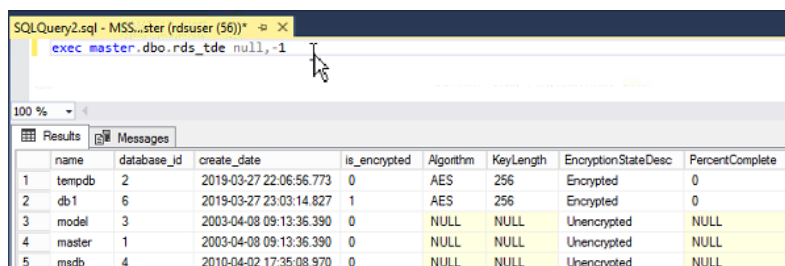 SQLQuery2.sql - MSS...ster (rdsuser (56))*
exec master.dbo.rds_tde null,-1
100 %
Results Messages
name database_id create_date is_encrypted Algorithm KeyLength EncryptionStateDesc PercentComplete
1 tempdb 2 2019-03-27 22:06:56.773 0 AES 256 Encrypted 0
2 db1 6 2019-03-27 23:03:14.827 1 AES 256 Encrypted 0
3 model 3 2003-04-08 09:13:36.390 0 NULL NULL Unencrypted NULL
4 master 1 2003-04-08 09:13:36.390 0 NULL NULL Unencrypted NULL
5 msdb 4 2010-04-02 17:35:08.970 0 NULL NULL Unencrypted NULL